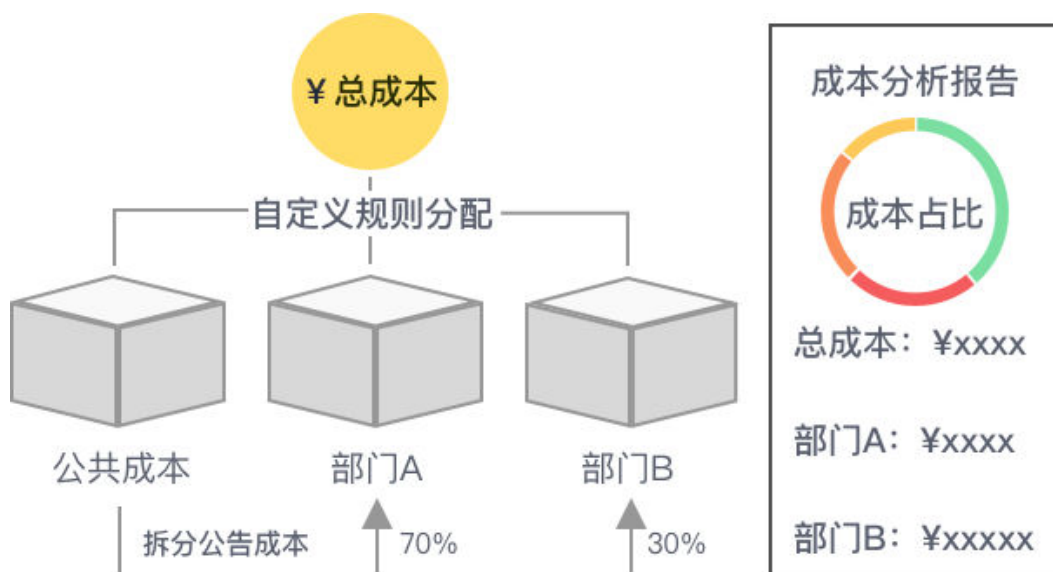 ¥ 总成本
自定义规则分配
公共成本
部门A
部门B
拆分公告成本
70%
30%
成本分析报告
成本占比
总成本：¥xxxx
部门A：¥xxxx
部门B：¥xxxxx